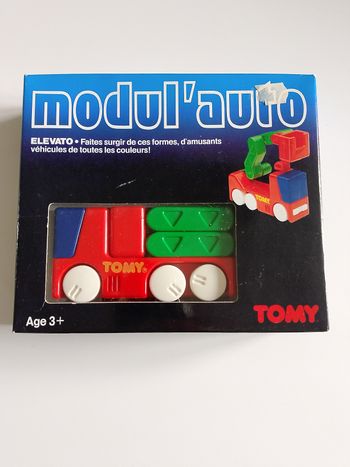 modul'auto
ELEVATO • Faites surgir de ces formes, d'amusants
véhicules de toutes les couleurs!
TOMY
TOMY®
Age 3+
TOMY